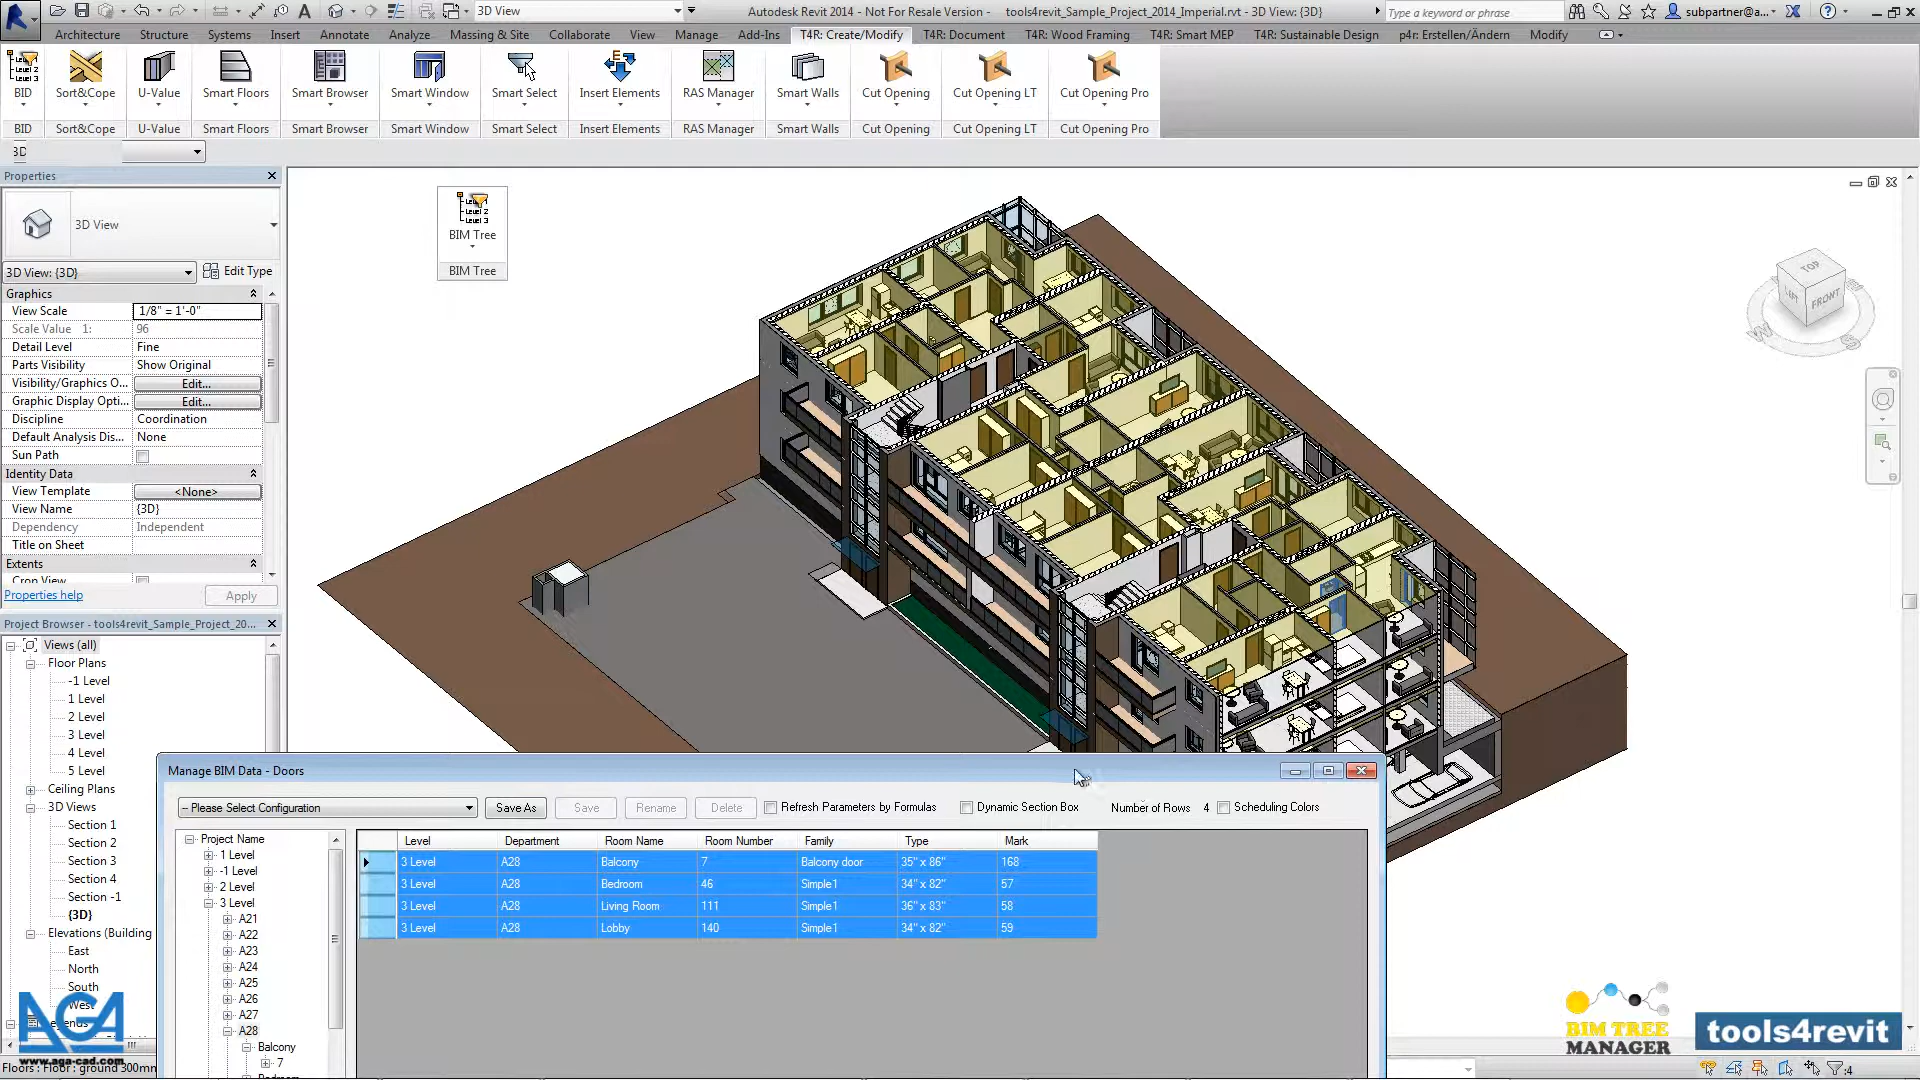 3D View
Autodesk Revit 2014 - Not For Resale Version - tools4revit_Sample_Project_2014_Imperial.rvt - 3D View: {3D}
Type a keyword or phrase
subpartner@a...
Architecture Structure Systems Insert Annotate Analyze Massing & Site Collaborate View Manage Add-Ins T4R: Create/Modify T4R: Document T4R: Wood Framing T4R: Smart MEP T4R: Sustainable Design p4r: Erstellen/Ändern Modify
BID Sort&Cope U-Value Smart Floors Smart Browser Smart Window Smart Select Insert Elements RAS Manager Smart Walls Cut Opening Cut Opening LT Cut Opening Pro
BID Sort&Cope U-Value Smart Floors Smart Browser Smart Window Smart Select Insert Elements RAS Manager Smart Walls Cut Opening Cut Opening LT Cut Opening Pro
3D
Properties
3D View
3D View: {3D} Edit Type
Graphics
View Scale 1/8" = 1'-0"
Scale Value 1: 96
Detail Level Fine
Parts Visibility Show Original
Visibility/Graphics O... Edit...
Graphic Display Opti... Edit...
Discipline Coordination
Default Analysis Dis... None
Sun Path
Identity Data
View Template <None>
View Name {3D}
Dependency Independent
Title on Sheet
Extents
Crop View
Properties help Apply
Level 2
Level 3
BIM Tree
BIM Tree
TOP
LEFT
FRONT
W
S
Project Browser - tools4revit_Sample_Project_20...
Views (all)
Floor Plans
-1 Level
1 Level
2 Level
3 Level
4 Level
5 Level
Ceiling Plans
3D Views
Section 1
Section 2
Section 3
Section 4
Section -1
{3D}
Elevations (Building
East
North
South
West
Legends
AGA
www.aga-cad.com
Floors : Floor : ground 300mm
Manage BIM Data - Doors
-- Please Select Configuration Save As Save Rename Delete Refresh Parameters by Formulas Dynamic Section Box Number of Rows 4 Scheduling Colors
Project Name
1 Level
-1 Level
2 Level
3 Level
A21
A22
A23
A24
A25
A26
A27
A28
Balcony
7
Bedroom
Level Department Room Name Room Number Family Type Mark
3 Level A28 Balcony 7 Balcony door 35" x 86" 168
3 Level A28 Bedroom 46 Simple1 34" x 82" 57
3 Level A28 Living Room 111 Simple1 36" x 83" 58
3 Level A28 Lobby 140 Simple1 34" x 82" 59
BIM TREE
MANAGER
tools4revit
:4